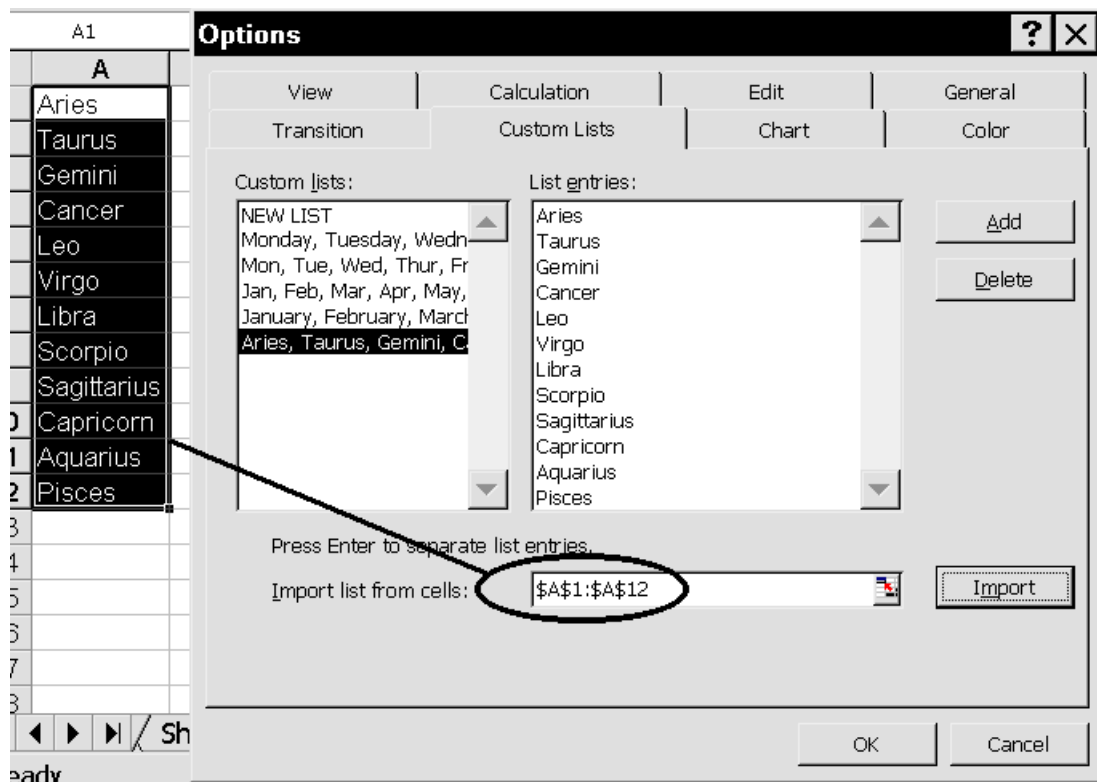 A1
A
Aries
Taurus
Gemini
Cancer
Leo
Virgo
Libra
Scorpio
Sagittarius
Capricorn
Aquarius
Pisces
Options
? ×
View Calculation Edit General
Transition Custom Lists Chart Color
Custom lists:
NEW LIST
Monday, Tuesday, Wedn
Mon, Tue, Wed, Thur, Fr
Jan, Feb, Mar, Apr, May,
January, February, March
Aries, Taurus, Gemini, Ca
List entries:
Aries
Taurus
Gemini
Cancer
Leo
Virgo
Libra
Scorpio
Sagittarius
Capricorn
Aquarius
Pisces
Add
Delete
Press Enter to separate list entries.
Import list from cells: $A$1:$A$12 Import
OK Cancel
Sh
eady